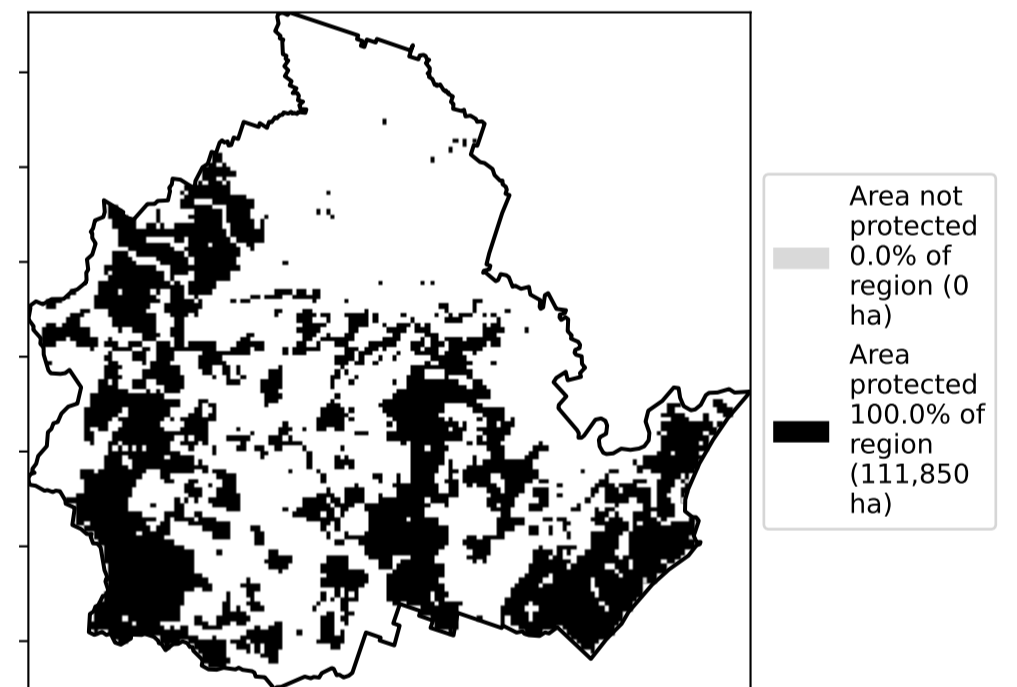 Area not
protected
0.0% of
region (0
ha)
Area
protected
100.0% of
region
(111,850
ha)